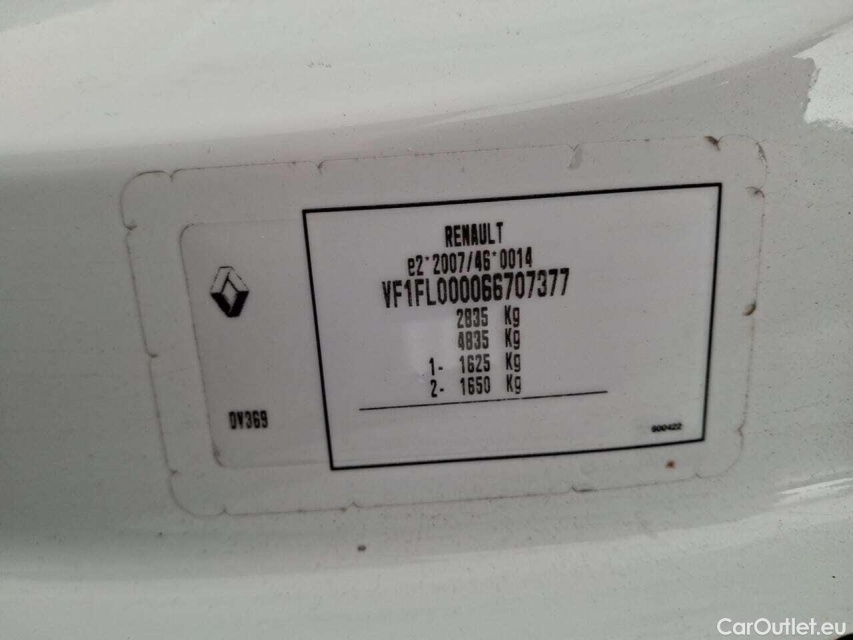 RENAULT
e2*2007/46*0014
VF1FL000066707377
2835 Kg
4835 Kg
1- 1625 Kg
2- 1650 Kg
DV369
600422
CarOutlet.eu